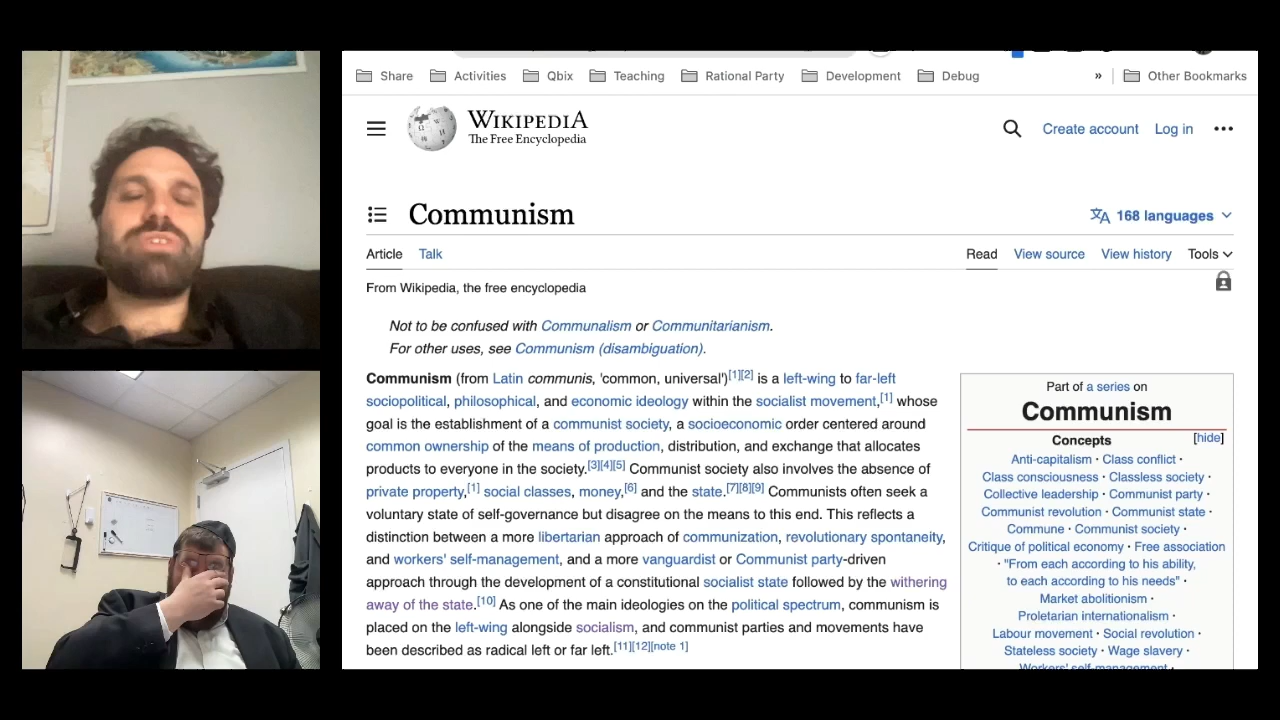 Share Activities Qbix Teaching Rational Party Development Debug » Other Bookmarks
WIKIPEDIA
The Free Encyclopedia
Create account Log in •••
Communism
168 languages
Article Talk Read View source View history Tools
From Wikipedia, the free encyclopedia
Not to be confused with Communalism or Communitarianism.
For other uses, see Communism (disambiguation).
Communism (from Latin communis, 'common, universal')[1][2] is a left-wing to far-left
sociopolitical, philosophical, and economic ideology within the socialist movement,[1] whose
goal is the establishment of a communist society, a socioeconomic order centered around
common ownership of the means of production, distribution, and exchange that allocates
products to everyone in the society.[3][4][5] Communist society also involves the absence of
private property,[1] social classes, money,[6] and the state.[7][8][9] Communists often seek a
voluntary state of self-governance but disagree on the means to this end. This reflects a
distinction between a more libertarian approach of communization, revolutionary spontaneity,
and workers' self-management, and a more vanguardist or Communist party-driven
approach through the development of a constitutional socialist state followed by the withering
away of the state.[10] As one of the main ideologies on the political spectrum, communism is
placed on the left-wing alongside socialism, and communist parties and movements have
been described as radical left or far left.[11][12][note 1]
Part of a series on
Communism
Concepts [hide]
Anti-capitalism · Class conflict ·
Class consciousness · Classless society ·
Collective leadership · Communist party ·
Communist revolution · Communist state ·
Commune · Communist society ·
Critique of political economy · Free association
· "From each according to his ability,
to each according to his needs" ·
Market abolitionism ·
Proletarian internationalism ·
Labour movement · Social revolution ·
Stateless society · Wage slavery ·
Workers' self-management ·